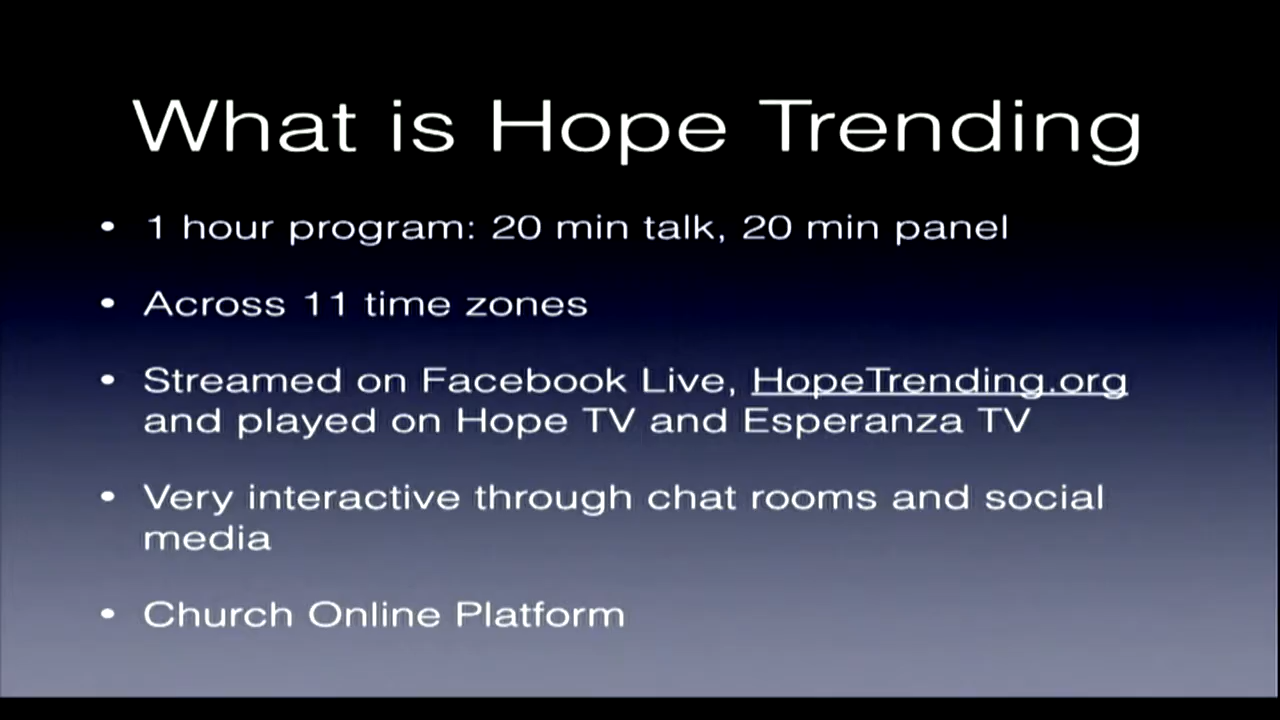 What is Hope Trending
• 1 hour program: 20 min talk, 20 min panel
• Across 11 time zones
• Streamed on Facebook Live, HopeTrending.org
and played on Hope TV and Esperanza TV
• Very interactive through chat rooms and social
media
• Church Online Platform